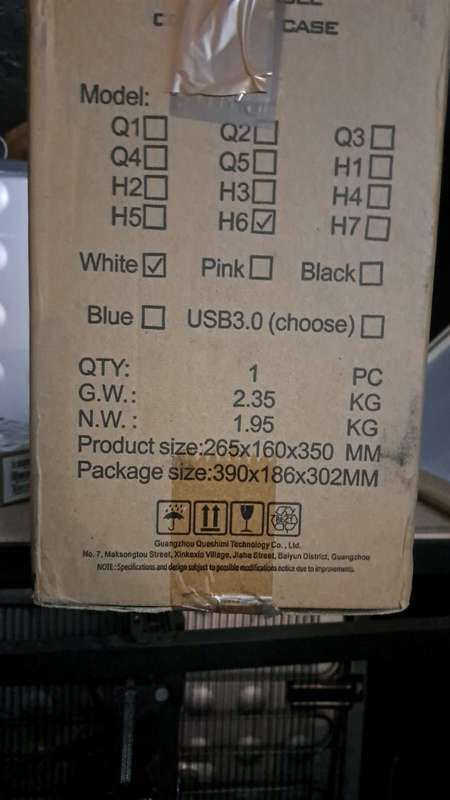 CASE
Model:
Q1☐ Q2☐ Q3☐
Q4☐ Q5☐ H1☐
H2☐ H3☐ H4☐
H5☐ H6☑ H7☐
White ☑ Pink ☐ Black ☐
Blue ☐ USB3.0 (choose) ☐
QTY: 1 PC
G.W.: 2.35 KG
N.W.: 1.95 KG
Product size:265x160x350 MM
Package size:390x186x302MM
Guangzhou Queshimi Technology Co., Ltd.
No. 7, Maksongtou Street, Xinkexia Village, Jiahe Street, Baiyun District, Guangzhou
NOTE: Specifications and design subject to possible modifications notice due to improvements.